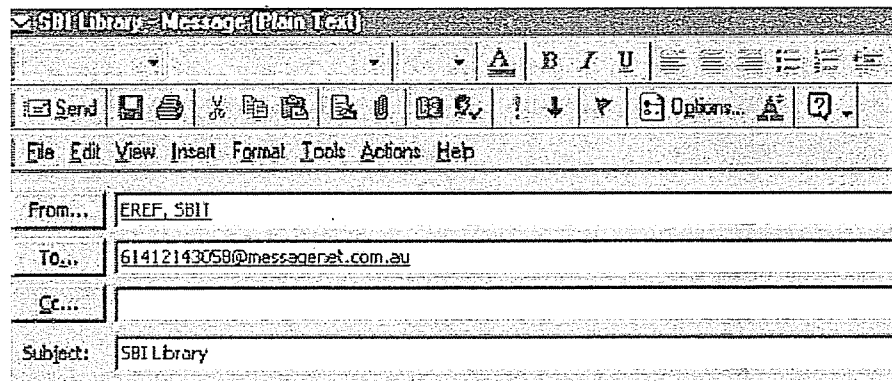 SBI Library - Message (Plain Text)
A B I U
Send Options...
File Edit View Insert Format Tools Actions Help
From... EREF, SBIT
To... 61412143058@messagenet.com.au
Cc...
Subject: SBI Library